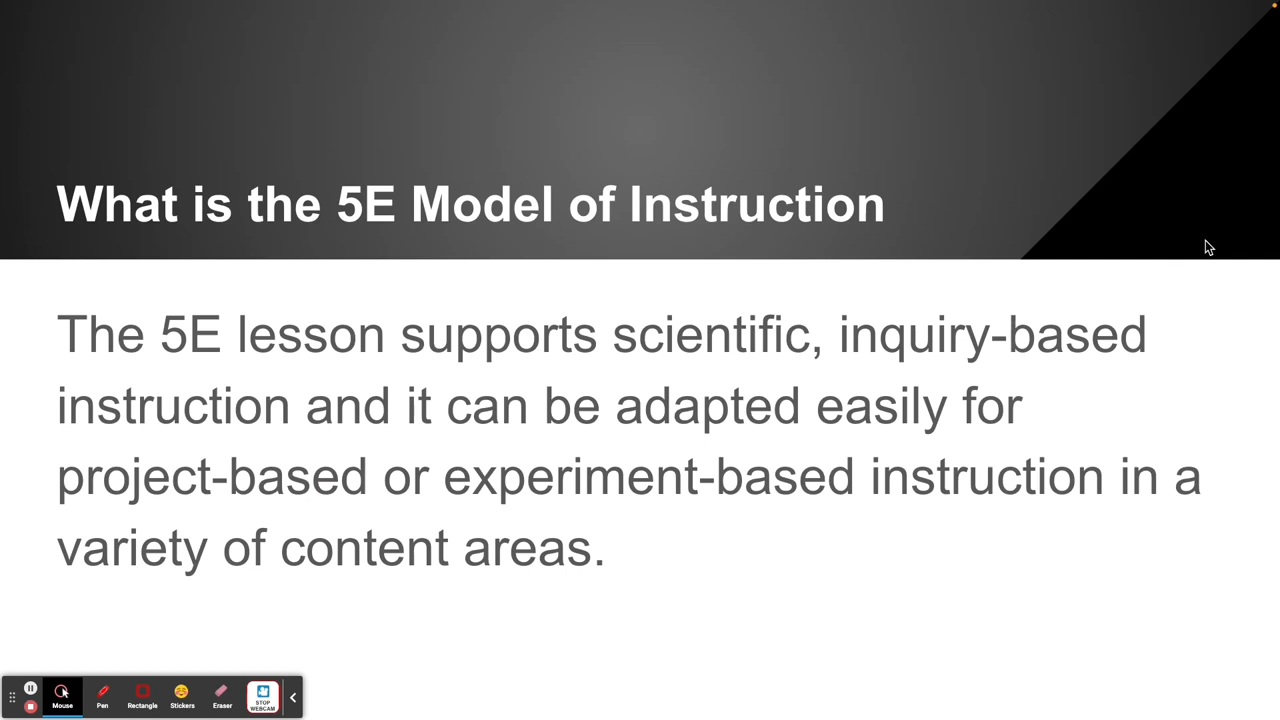 What is the 5E Model of Instruction
The 5E lesson supports scientific, inquiry-based
instruction and it can be adapted easily for
project-based or experiment-based instruction in a
variety of content areas.
Mouse Pen Rectangle Stickers Eraser STOP
WEBCAM